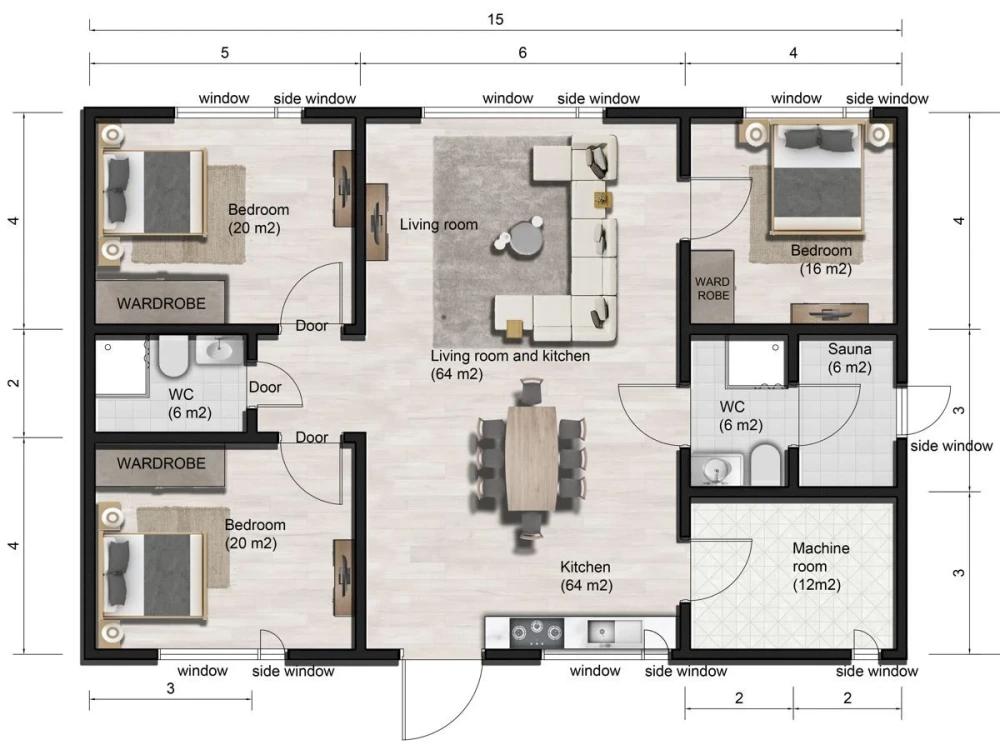 15
5
6
4
window
side window
window
side window
window
side window
4
Bedroom
(20 m2)
Living room
Bedroom
(16 m2)
4
WARDROBE
WARD
ROBE
Door
Living room and kitchen
(64 m2)
Sauna
(6 m2)
2
WC
(6 m2)
Door
WC
(6 m2)
3
Door
side window
WARDROBE
4
Bedroom
(20 m2)
Kitchen
(64 m2)
Machine
room
(12m2)
3
window
side window
window
side window
side window
3
2
2